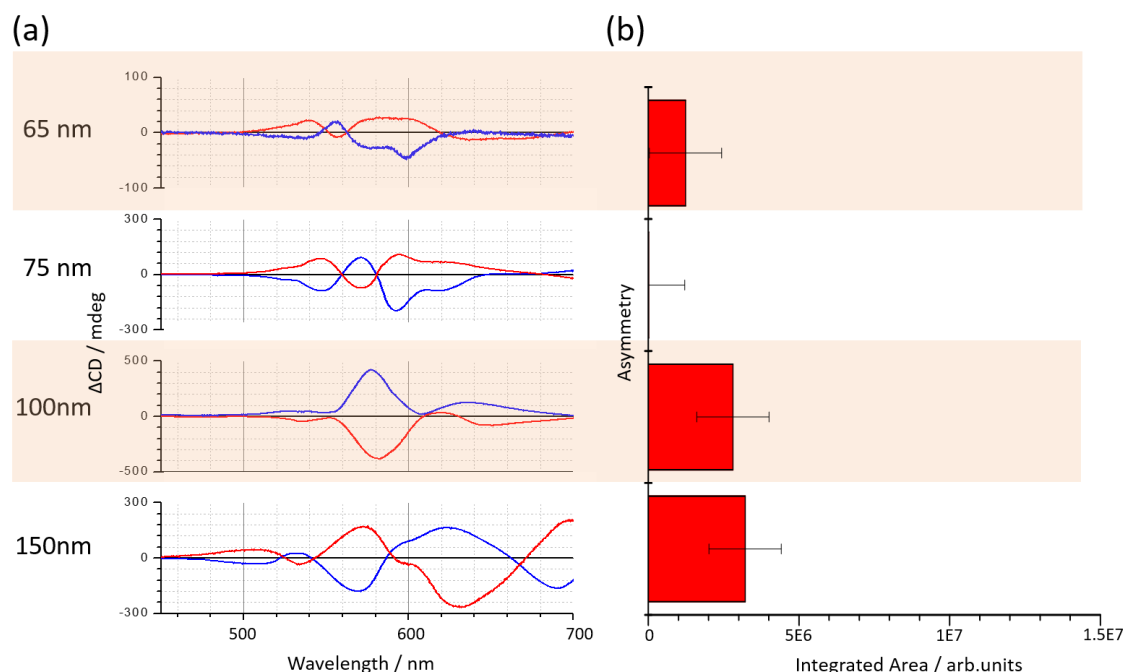 (a)
(b)
65 nm
100
0
-100
75 nm
300
0
-300
100nm
500
0
-500
150nm
300
0
-300
ΔCD / mdeg
500
600
700
Wavelength / nm
Asymmetry
0
5E6
1E7
1.5E7
Integrated Area / arb.units